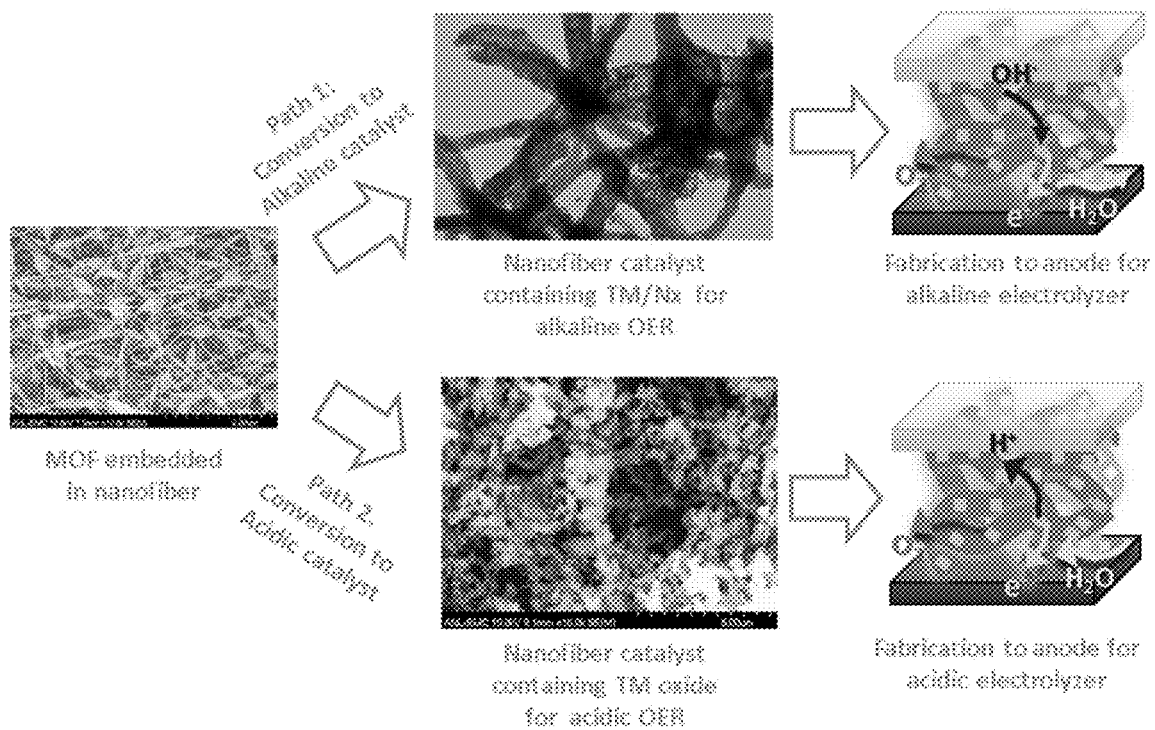 Path 1:
Conversion to
Alkaline catalyst
OH-
O
e
H2O
Nanofiber catalyst
containing TM/Nx for
alkaline OER
Fabrication to anode for
alkaline electrolyzer
MOF embedded
in nanofiber
Path 2.
Conversion to
Acidic catalyst
H+
O
e
H2O
Nanofiber catalyst
containing TM oxide
for acidic OER
Fabrication to anode for
acidic electrolyzer